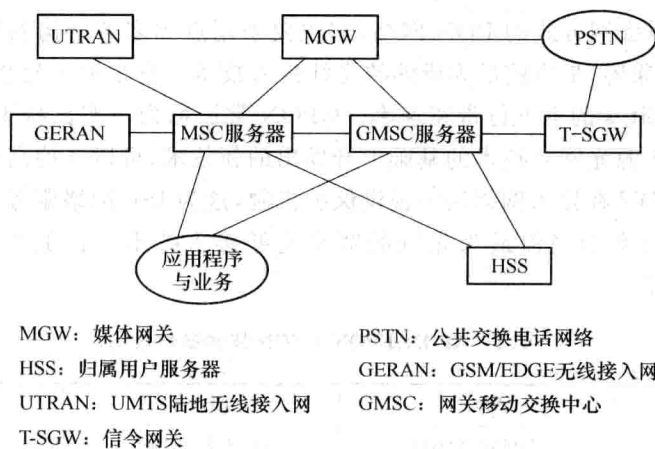 UTRAN
MGW
PSTN
GERAN
MSC服务器
GMSC服务器
T-SGW
应用程序
与业务
HSS
MGW：媒体网关
PSTN：公共交换电话网络
HSS：归属用户服务器
GERAN：GSM/EDGE无线接入网
UTRAN：UMTS陆地无线接入网
GMSC：网关移动交换中心
T-SGW：信令网关